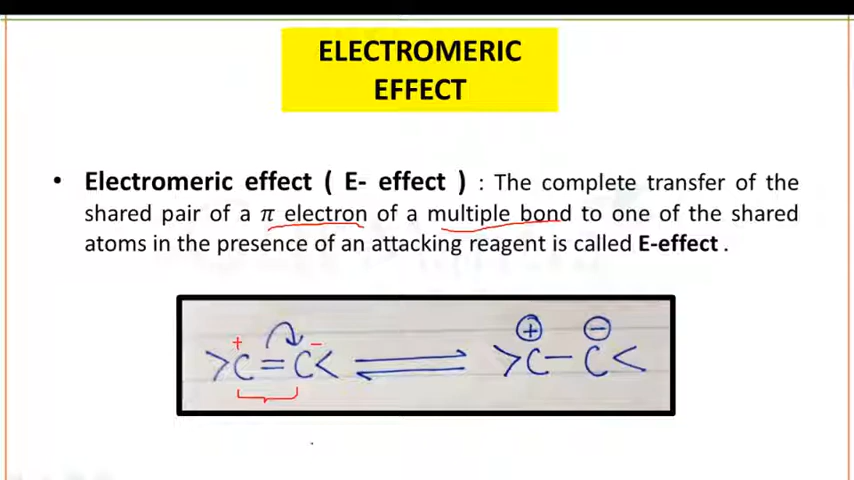 ELECTROMERIC
EFFECT
• Electromeric effect ( E- effect ) : The complete transfer of the
shared pair of a π electron of a multiple bond to one of the shared
atoms in the presence of an attacking reagent is called E-effect .
+ − ⊕ ⊖
>C=C< ⇌ >C−C<